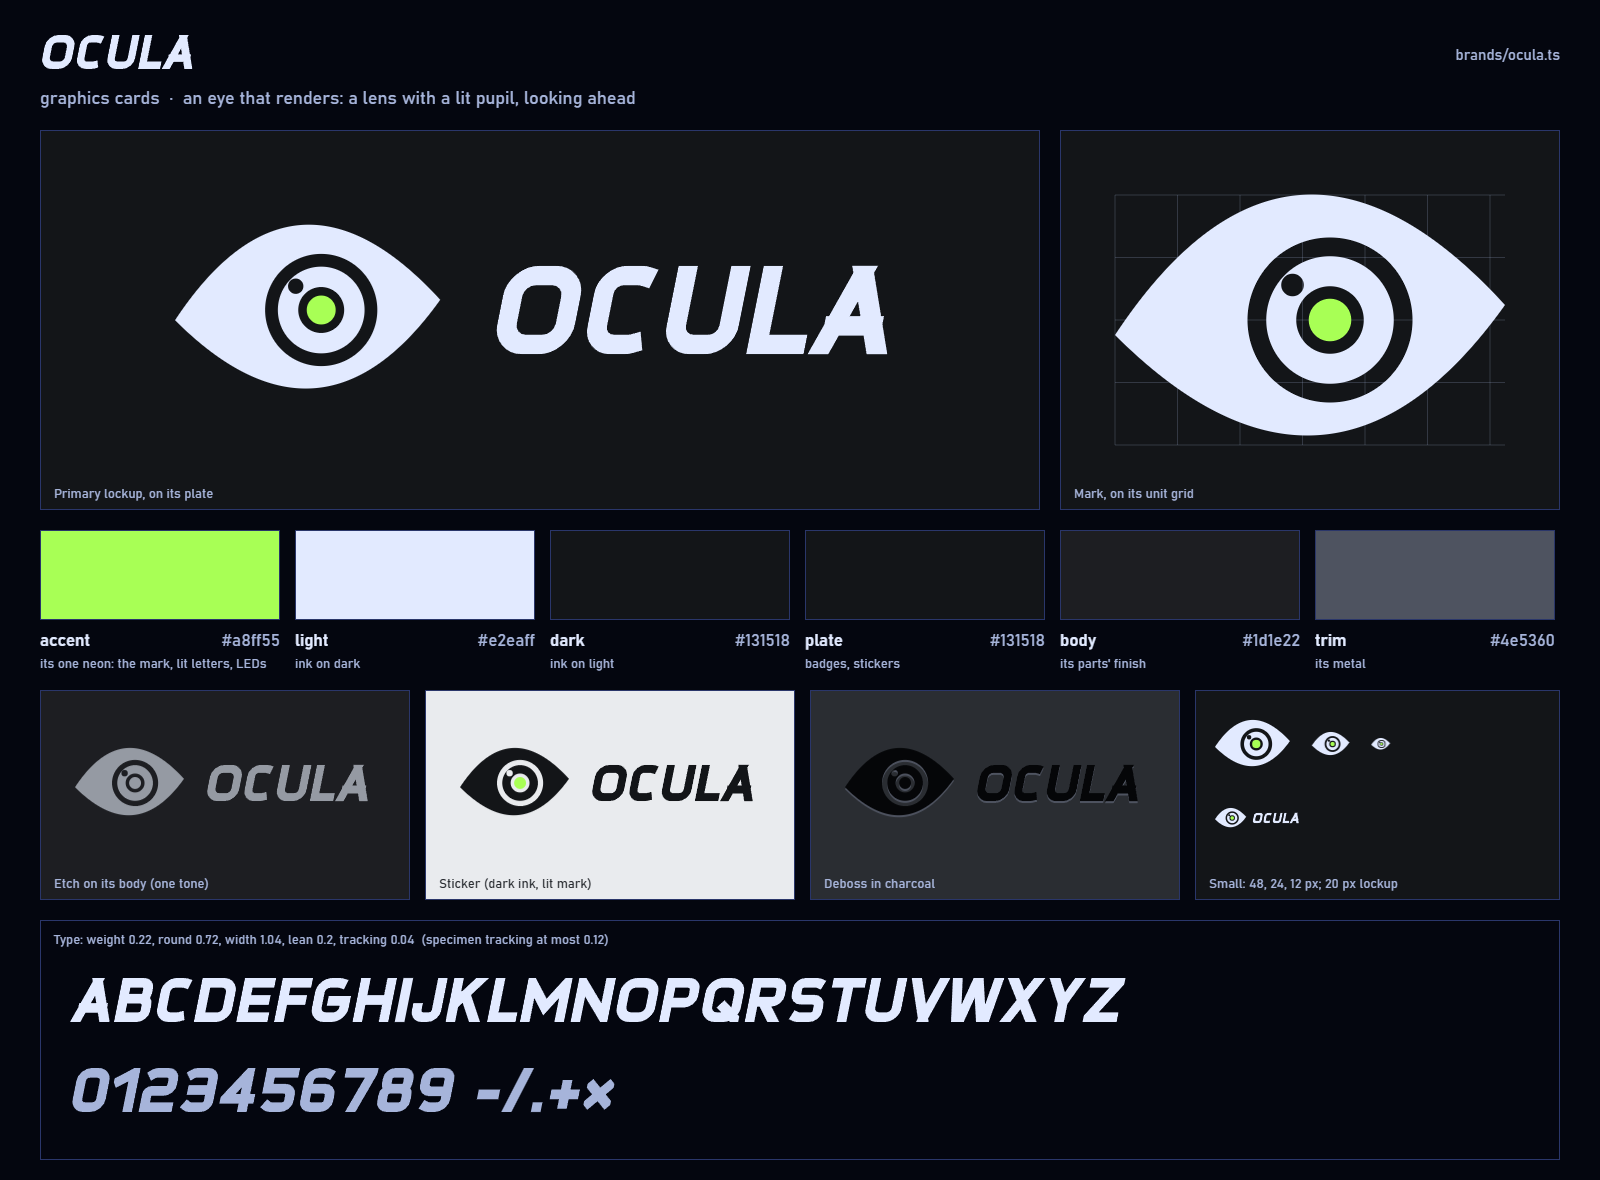 OCULA
brands/ocula.ts
graphics cards · an eye that renders: a lens with a lit pupil, looking ahead
OCULA
Primary lockup, on its plate
Mark, on its unit grid
accent #a8ff55
its one neon: the mark, lit letters, LEDs
light #e2eaff
ink on dark
dark #131518
ink on light
plate #131518
badges, stickers
body #1d1e22
its parts' finish
trim #4e5360
its metal
OCULA
Etch on its body (one tone)
OCULA
Sticker (dark ink, lit mark)
OCULA
Deboss in charcoal
OCULA
Small: 48, 24, 12 px; 20 px lockup
Type: weight 0.22, round 0.72, width 1.04, lean 0.2, tracking 0.04 (specimen tracking at most 0.12)
ABCDEFGHIJKLMNOPQRSTUVWXYZ
0123456789 -/.+×